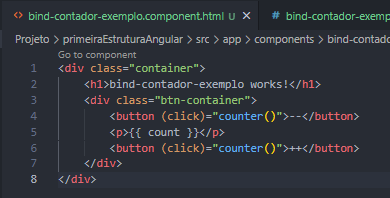 bind-contador-exemplo.component.html U X # bind-contador-exemp
Projeto > primeiraEstruturaAngular > src > app > components > bind-contado
Go to component
1 <div class="container">
2 <h1>bind-contador-exemplo works!</h1>
3 <div class="btn-container">
4 <button (click)="counter()">--</button>
5 <p>{{ count }}</p>
6 <button (click)="counter()">++</button>
7 </div>
8 </div>